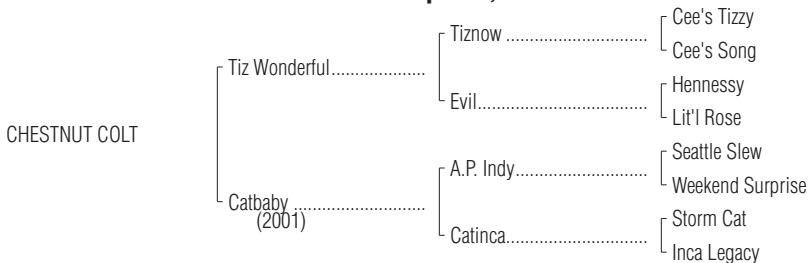 Cee's Tizzy
Tiznow ..............................
Cee's Song
Tiz Wonderful....................
Hennessy
Evil....................................
Lit'l Rose
CHESTNUT COLT
Seattle Slew
A.P. Indy............................
Weekend Surprise
Catbaby ............................
(2001)
Storm Cat
Catinca..............................
Inca Legacy